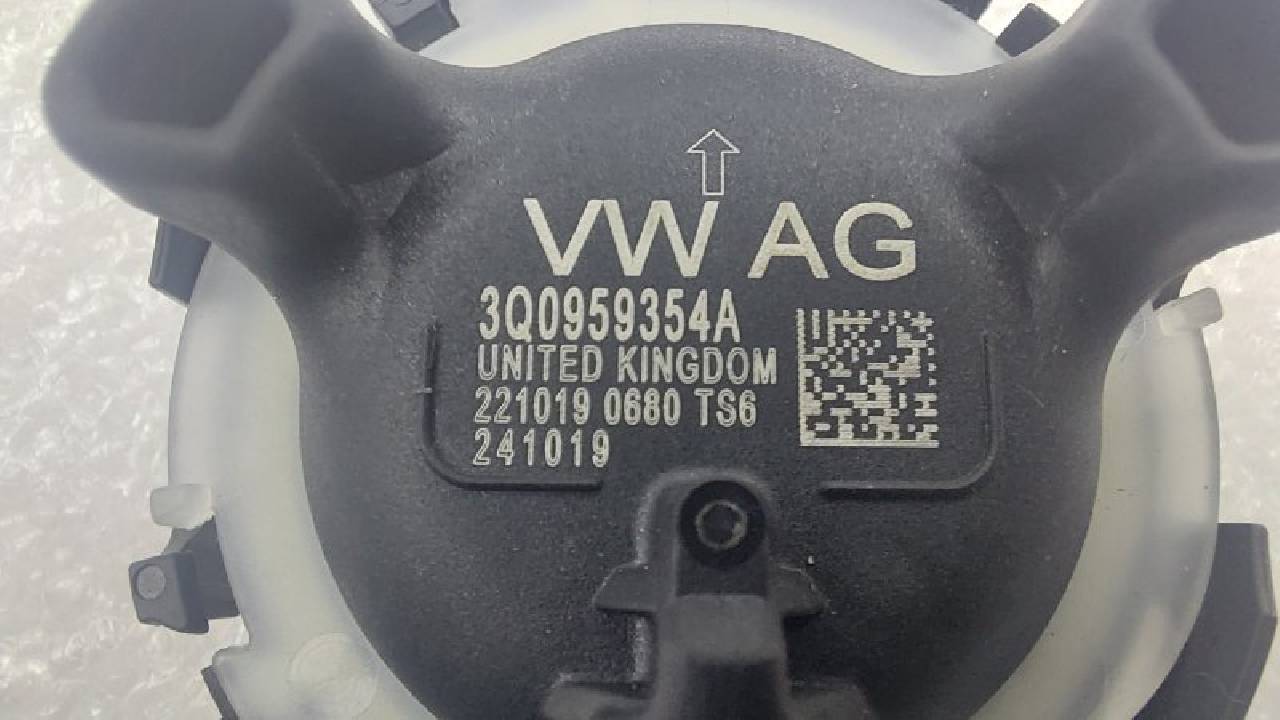 VW AG
3Q0959354A
UNITED KINGDOM
221019 0680 TS6
241019